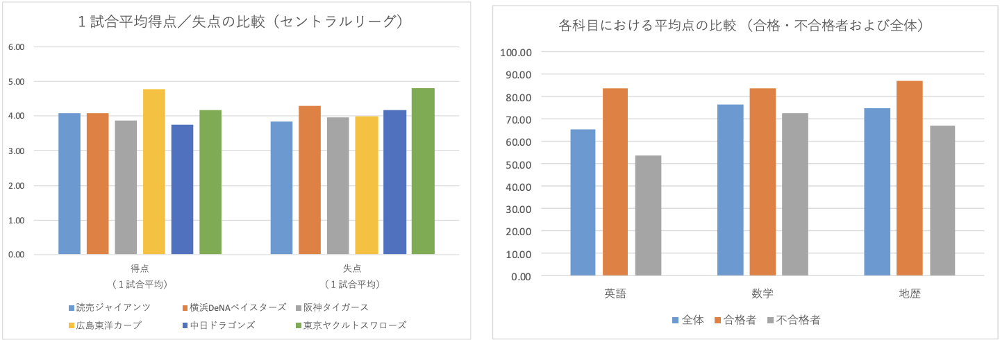 １試合平均得点／失点の比較（セントラルリーグ）
6.00
5.00
4.00
3.00
2.00
1.00
0.00
得点
（１試合平均）
失点
（１試合平均）
読売ジャイアンツ
横浜DeNAベイスターズ
阪神タイガース
広島東洋カープ
中日ドラゴンズ
東京ヤクルトスワローズ
各科目における平均点の比較 （合格・不合格者および全体）
100.00
90.00
80.00
70.00
60.00
50.00
40.00
30.00
20.00
10.00
0.00
英語
数学
地歴
全体
合格者
不合格者